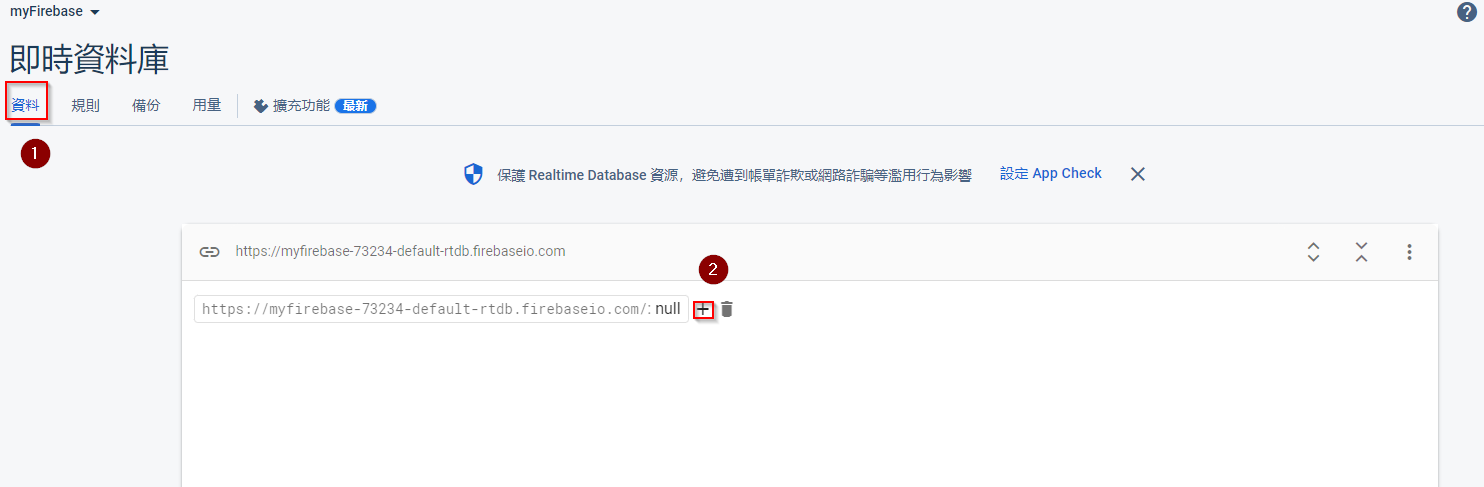 myFirebase
?
即時資料庫
資料 規則 備份 用量 擴充功能 最新
1
保護 Realtime Database 資源，避免遭到帳單詐欺或網路詐騙等濫用行為影響 設定 App Check
https://myfirebase-73234-default-rtdb.firebaseio.com
2
https://myfirebase-73234-default-rtdb.firebaseio.com/: null